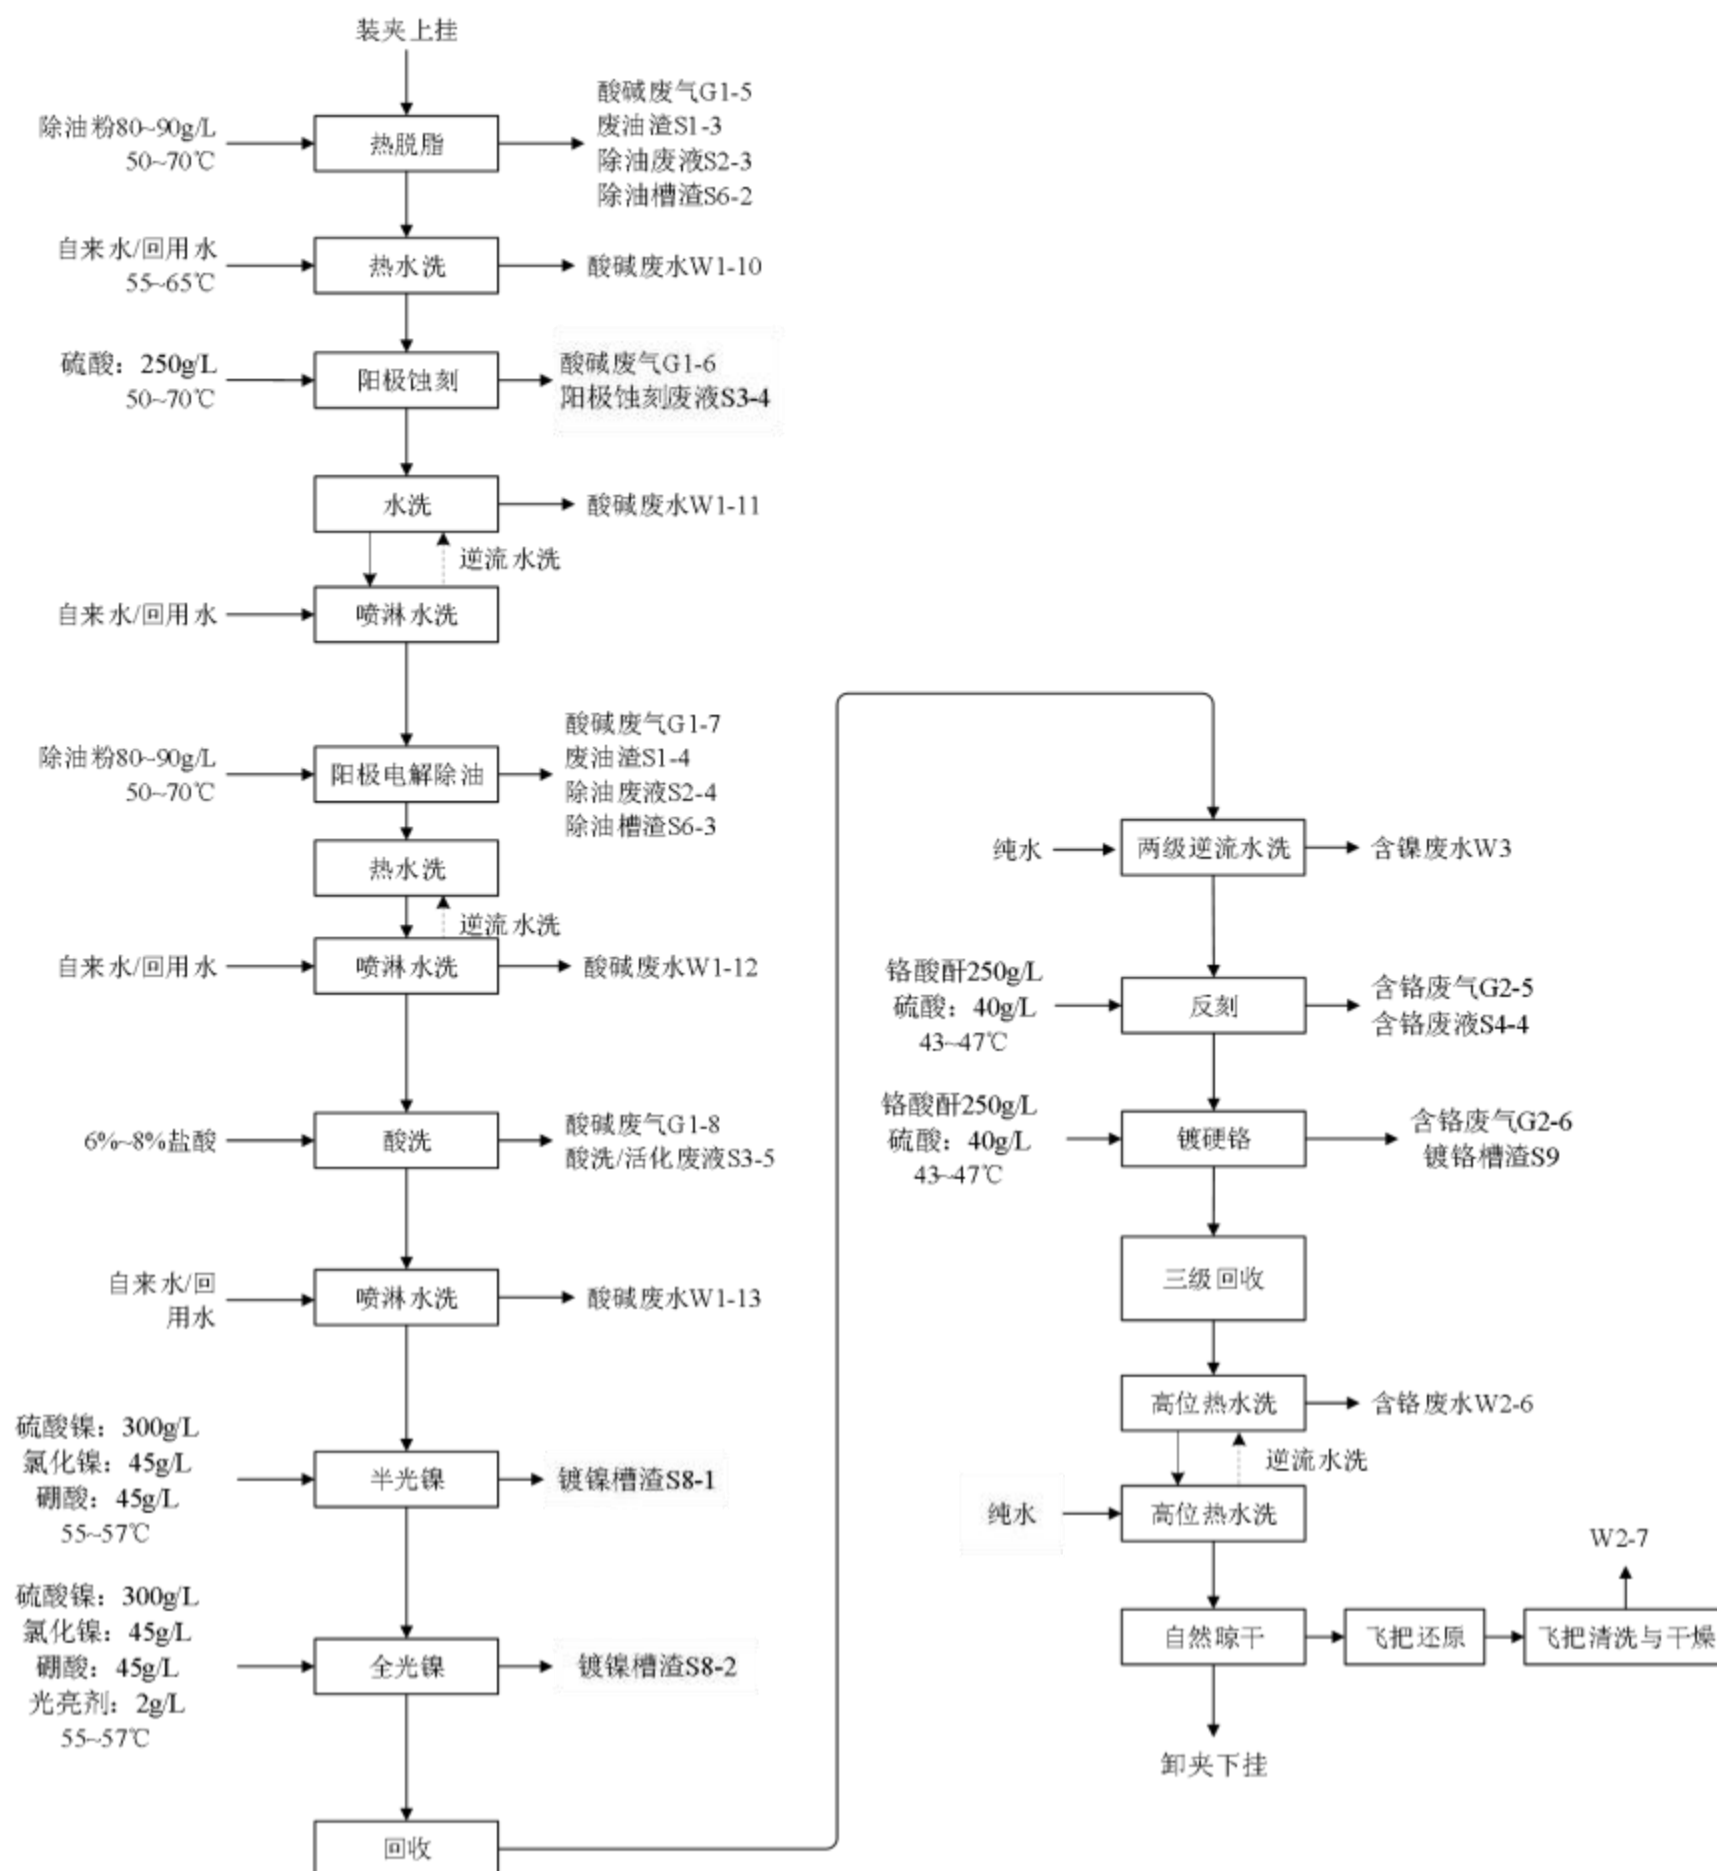 装夹上挂
除油粉80~90g/L
50~70℃
热脱脂
酸碱废气G1-5
废油渣S1-3
除油废液S2-3
除油槽渣S6-2
自来水/回用水
55~65℃
热水洗
酸碱废水W1-10
硫酸：250g/L
50~70℃
阳极蚀刻
酸碱废气G1-6
阳极蚀刻废液S3-4
水洗
酸碱废水W1-11
逆流水洗
自来水/回用水
喷淋水洗
除油粉80~90g/L
50~70℃
阳极电解除油
酸碱废气G1-7
废油渣S1-4
除油废液S2-4
除油槽渣S6-3
热水洗
逆流水洗
自来水/回用水
喷淋水洗
酸碱废水W1-12
6%~8%盐酸
酸洗
酸碱废气G1-8
酸洗/活化废液S3-5
自来水/回
用水
喷淋水洗
酸碱废水W1-13
硫酸镍：300g/L
氯化镍：45g/L
硼酸：45g/L
55~57℃
半光镍
镀镍槽渣S8-1
硫酸镍：300g/L
氯化镍：45g/L
硼酸：45g/L
光亮剂：2g/L
55~57℃
全光镍
镀镍槽渣S8-2
回收
纯水
两级逆流水洗
含镍废水W3
铬酸酐250g/L
硫酸：40g/L
43~47℃
反刻
含铬废气G2-5
含铬废液S4-4
铬酸酐250g/L
硫酸：40g/L
43~47℃
镀硬铬
含铬废气G2-6
镀铬槽渣S9
三级回收
高位热水洗
含铬废水W2-6
逆流水洗
纯水
高位热水洗
W2-7
自然晾干
飞把还原
飞把清洗与干燥
卸夹下挂